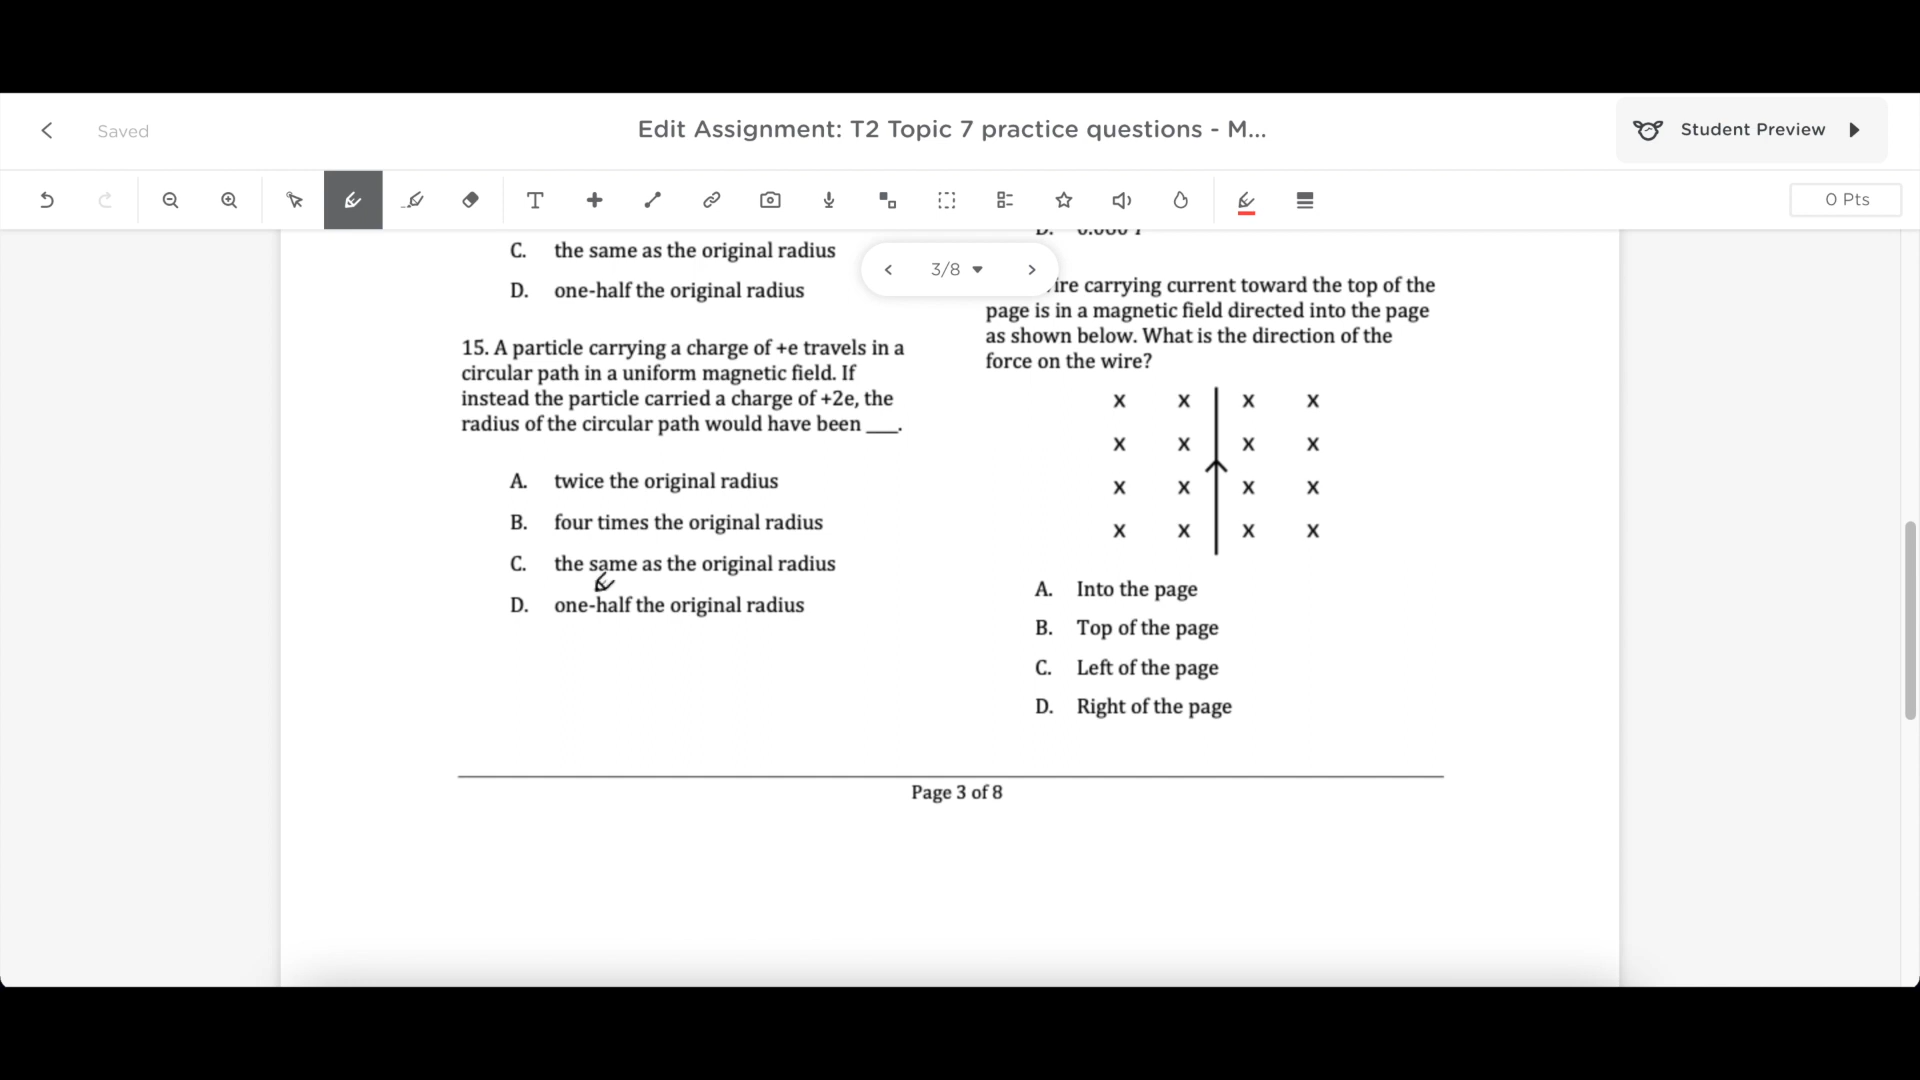 Saved
Edit Assignment: T2 Topic 7 practice questions - M...
Student Preview
T
0 Pts
3/8
C. the same as the original radius
D. one-half the original radius
15. A particle carrying a charge of +e travels in a
circular path in a uniform magnetic field. If
instead the particle carried a charge of +2e, the
radius of the circular path would have been ___.
A. twice the original radius
B. four times the original radius
C. the same as the original radius
D. one-half the original radius
carrying current toward the top of the
page is in a magnetic field directed into the page
as shown below. What is the direction of the
force on the wire?
x x x x
x x x x
x x x x
x x x x
A. Into the page
B. Top of the page
C. Left of the page
D. Right of the page
Page 3 of 8